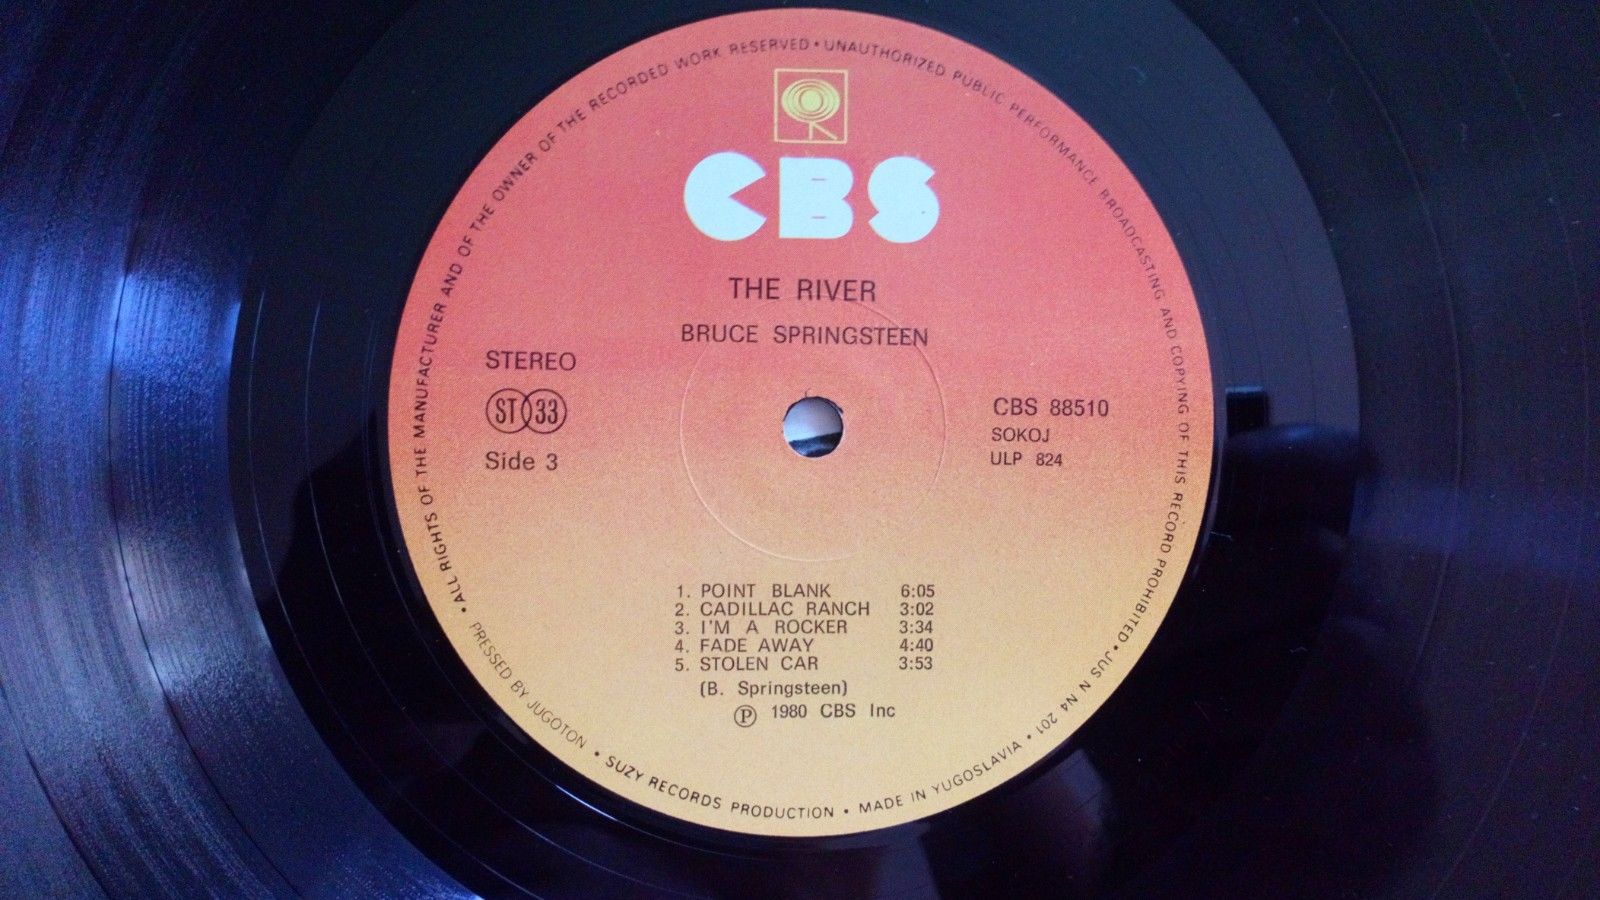 • ALL RIGHTS OF THE MANUFACTURER AND OF THE OWNER OF THE RECORDED WORK RESERVED • UNAUTHORIZED PUBLIC PERFORMANCE BROADCASTING AND COPYING OF THIS RECORD PROHIBITED • JUS N N4 201 •
CBS
THE RIVER
BRUCE SPRINGSTEEN
STEREO
ST 33
Side 3
CBS 88510
SOKOJ
ULP 824
1. POINT BLANK 6:05
2. CADILLAC RANCH 3:02
3. I'M A ROCKER 3:34
4. FADE AWAY 4:40
5. STOLEN CAR 3:53
(B. Springsteen)
Ⓟ 1980 CBS Inc
PRESSED BY JUGOTON • SUZY RECORDS PRODUCTION • MADE IN YUGOSLAVIA